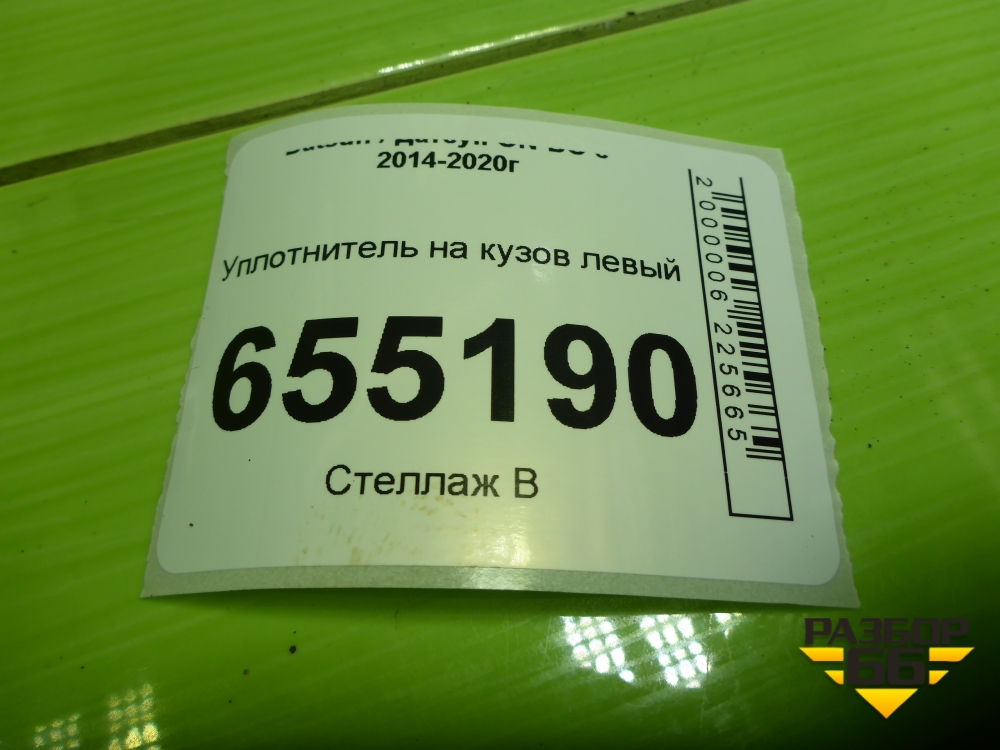 2014-2020г
Уплотнитель на кузов левый
655190
Стеллаж В
2000006225665
РАЗБОР
66